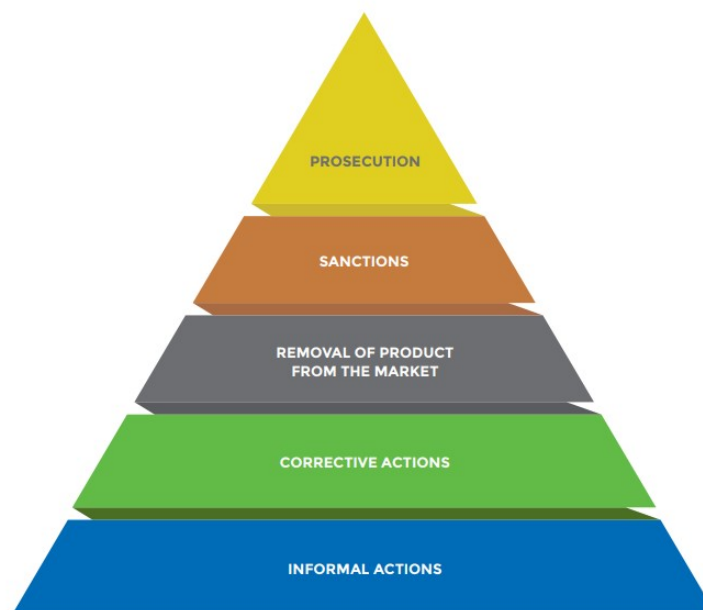 PROSECUTION
SANCTIONS
REMOVAL OF PRODUCT
FROM THE MARKET
CORRECTIVE ACTIONS
INFORMAL ACTIONS